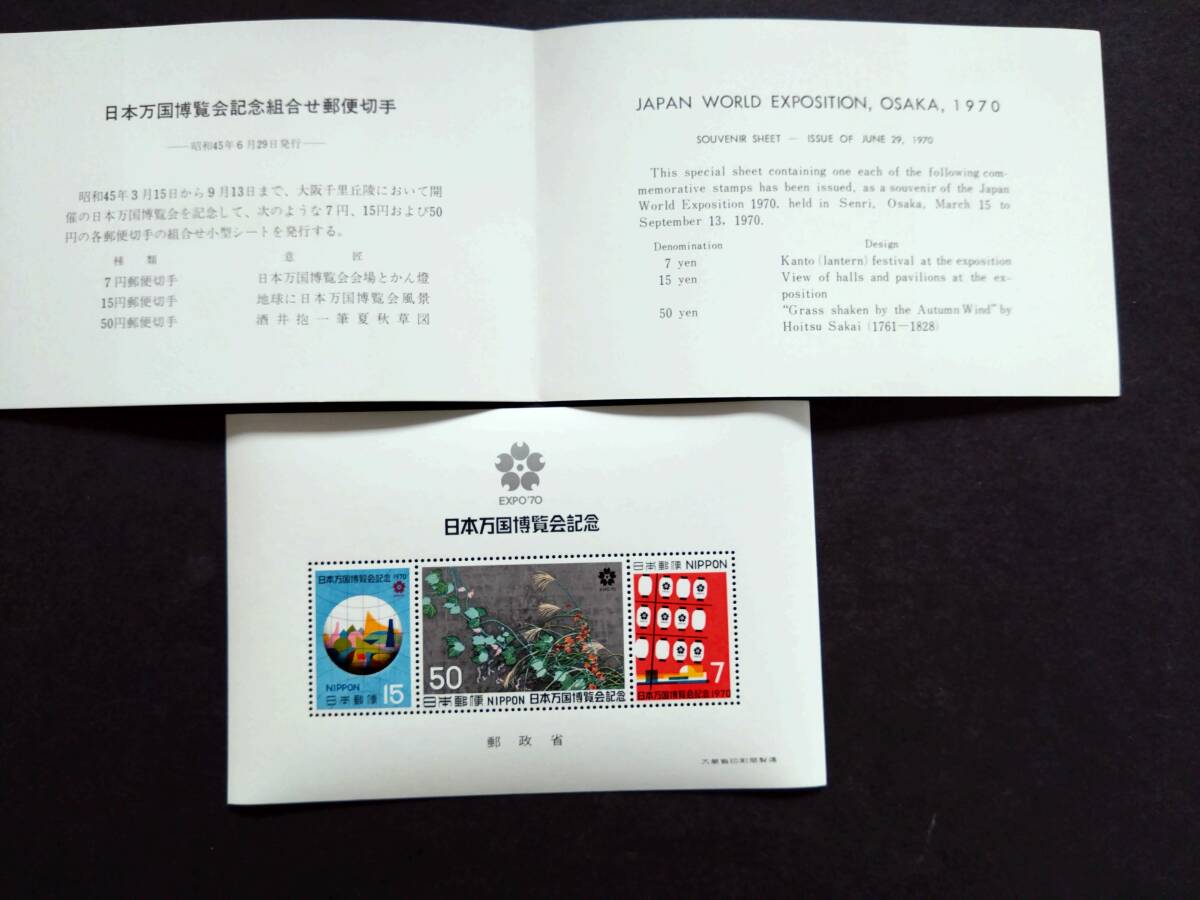 日本万国博覧会記念組合せ郵便切手
——昭和45年6月29日発行——
昭和45年3月15日から9月13日まで、大阪千里丘陵において開
催の日本万国博覧会を記念して、次のような7円、15円および50
円の各郵便切手の組合せ小型シートを発行する。
種類 意匠
7円郵便切手 日本万国博覧会会場とかん燈
15円郵便切手 地球に日本万国博覧会風景
50円郵便切手 酒井抱一筆夏秋草図
JAPAN WORLD EXPOSITION, OSAKA, 1970
SOUVENIR SHEET — ISSUE OF JUNE 29, 1970
This special sheet containing one each of the following com-
memorative stamps has been issued, as a souvenir of the Japan
World Exposition 1970. held in Senri, Osaka, March 15 to
September 13, 1970.
Denomination Design
7 yen Kanto (lantern) festival at the exposition
15 yen View of halls and pavilions at the ex-
position
50 yen “Grass shaken by the Autumn Wind” by
Hoitsu Sakai (1761—1828)
EXPO'70
日本万国博覧会記念
日本万国博覧会記念 1970
NIPPON
日本郵便 15
EXPO'70
50
日本郵便 NIPPON 日本万国博覧会記念
日本郵便 NIPPON
7
日本万国博覧会記念1970
郵政省
大蔵省印刷局製造